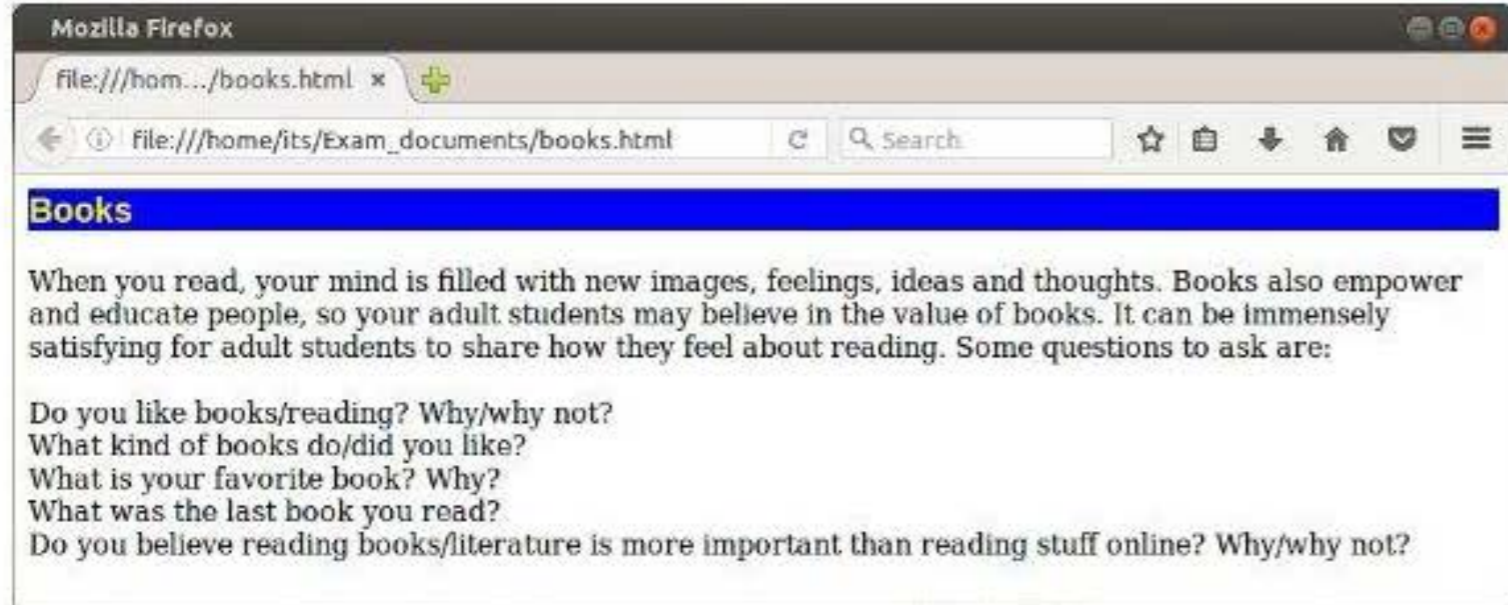 Mozilla Firefox
file:///hom.../books.html
file:///home/its/Exam_documents/books.html
Search
Books
When you read, your mind is filled with new images, feelings, ideas and thoughts. Books also empower
and educate people, so your adult students may believe in the value of books. It can be immensely
satisfying for adult students to share how they feel about reading. Some questions to ask are:
Do you like books/reading? Why/why not?
What kind of books do/did you like?
What is your favorite book? Why?
What was the last book you read?
Do you believe reading books/literature is more important than reading stuff online? Why/why not?